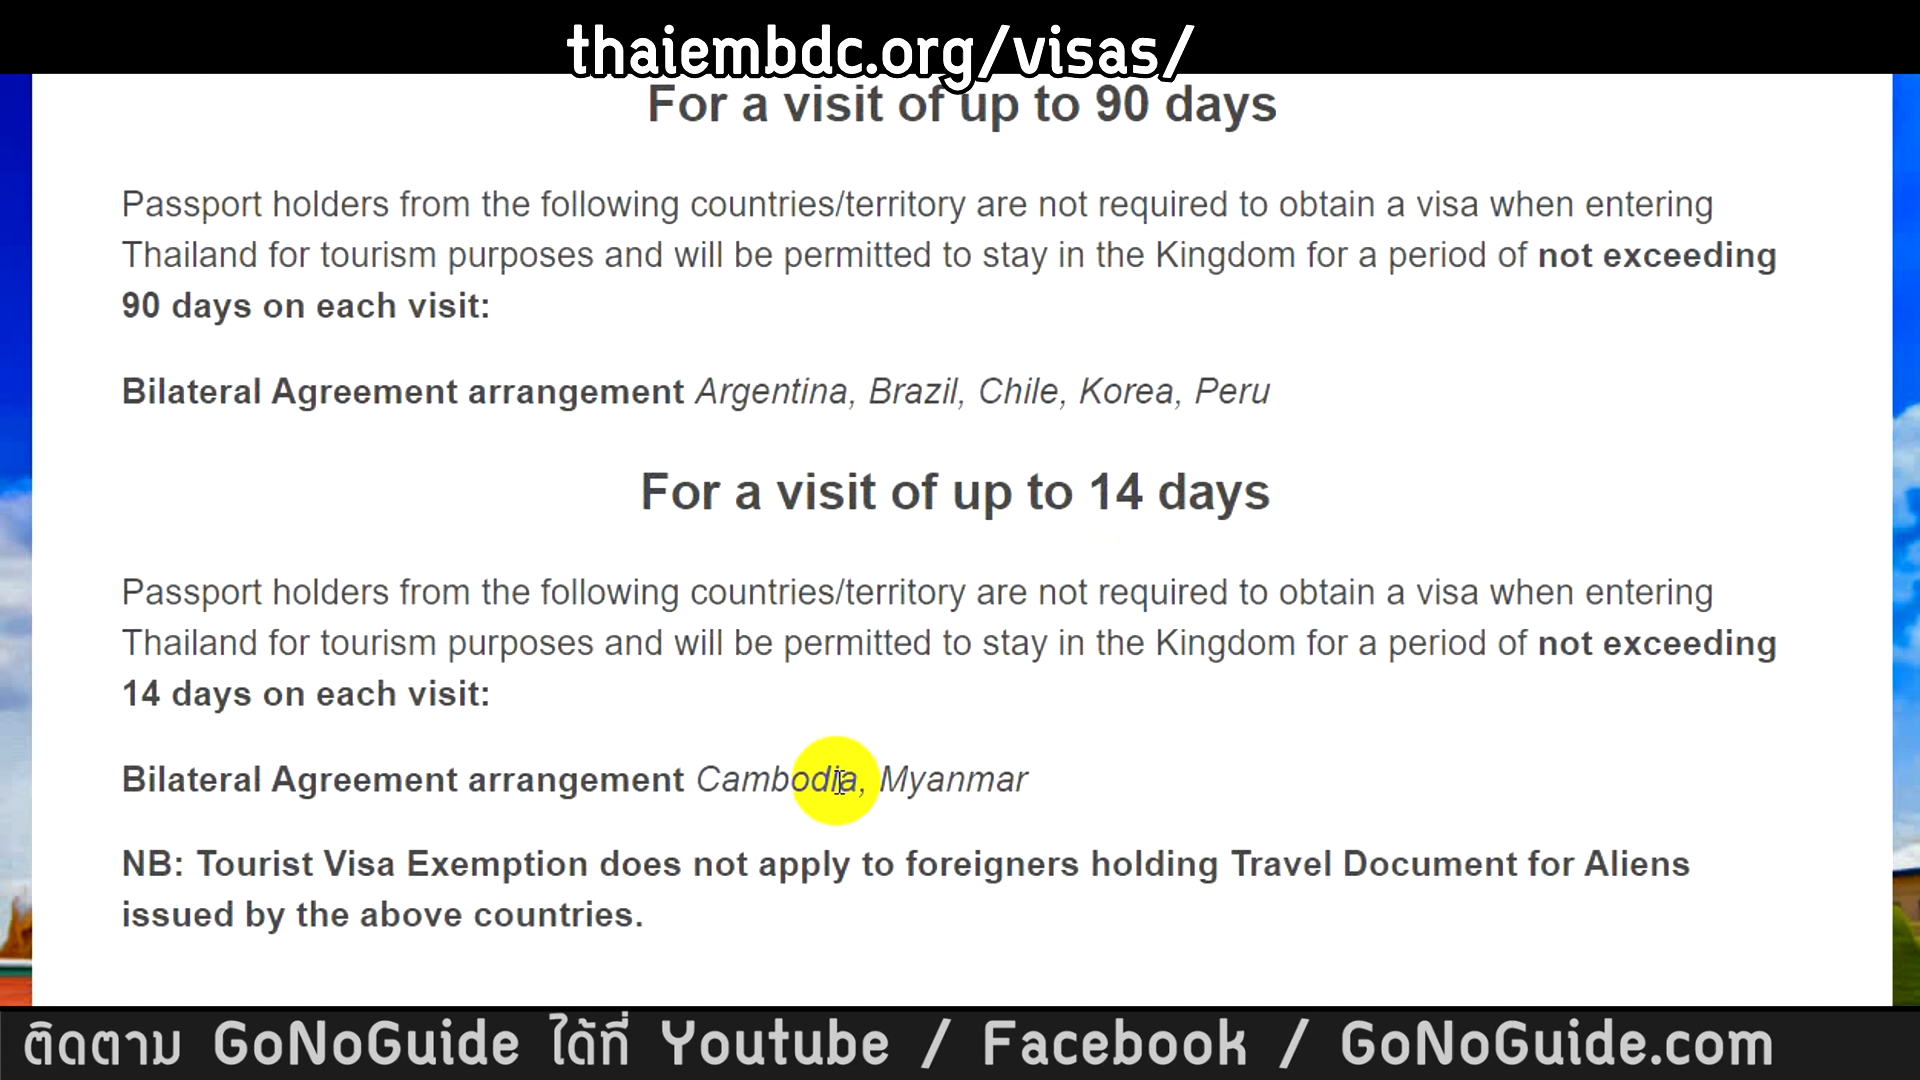 thaiembdc.org/visas/
For a visit of up to 90 days
Passport holders from the following countries/territory are not required to obtain a visa when entering
Thailand for tourism purposes and will be permitted to stay in the Kingdom for a period of not exceeding
90 days on each visit:
Bilateral Agreement arrangement Argentina, Brazil, Chile, Korea, Peru
For a visit of up to 14 days
Passport holders from the following countries/territory are not required to obtain a visa when entering
Thailand for tourism purposes and will be permitted to stay in the Kingdom for a period of not exceeding
14 days on each visit:
Bilateral Agreement arrangement Cambodia, Myanmar
NB: Tourist Visa Exemption does not apply to foreigners holding Travel Document for Aliens
issued by the above countries.
ติดตาม GoNoGuide ได้ที่ Youtube / Facebook / GoNoGuide.com